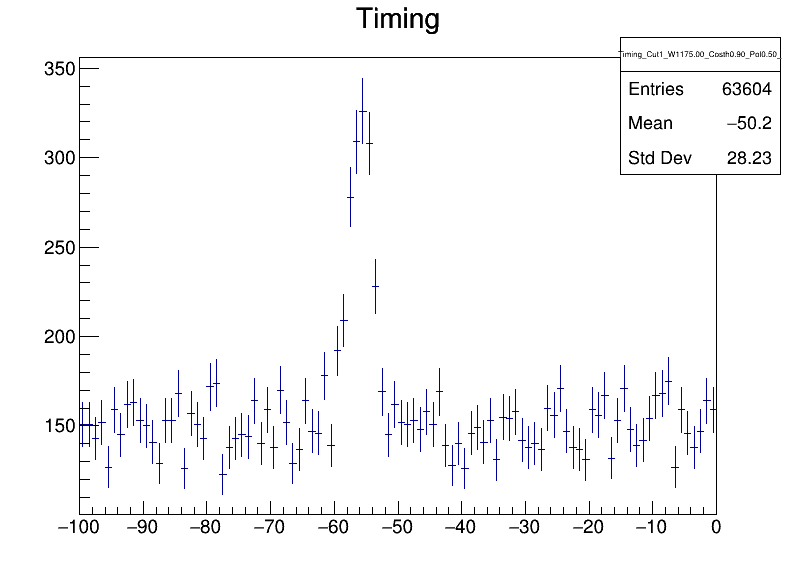 Timing
Timing_Cut1_W1175.00_Costh0.90_Pol0.50_
Entries 63604
Mean −50.2
Std Dev 28.23
350
300
250
200
150
−100 −90 −80 −70 −60 −50 −40 −30 −20 −10 0